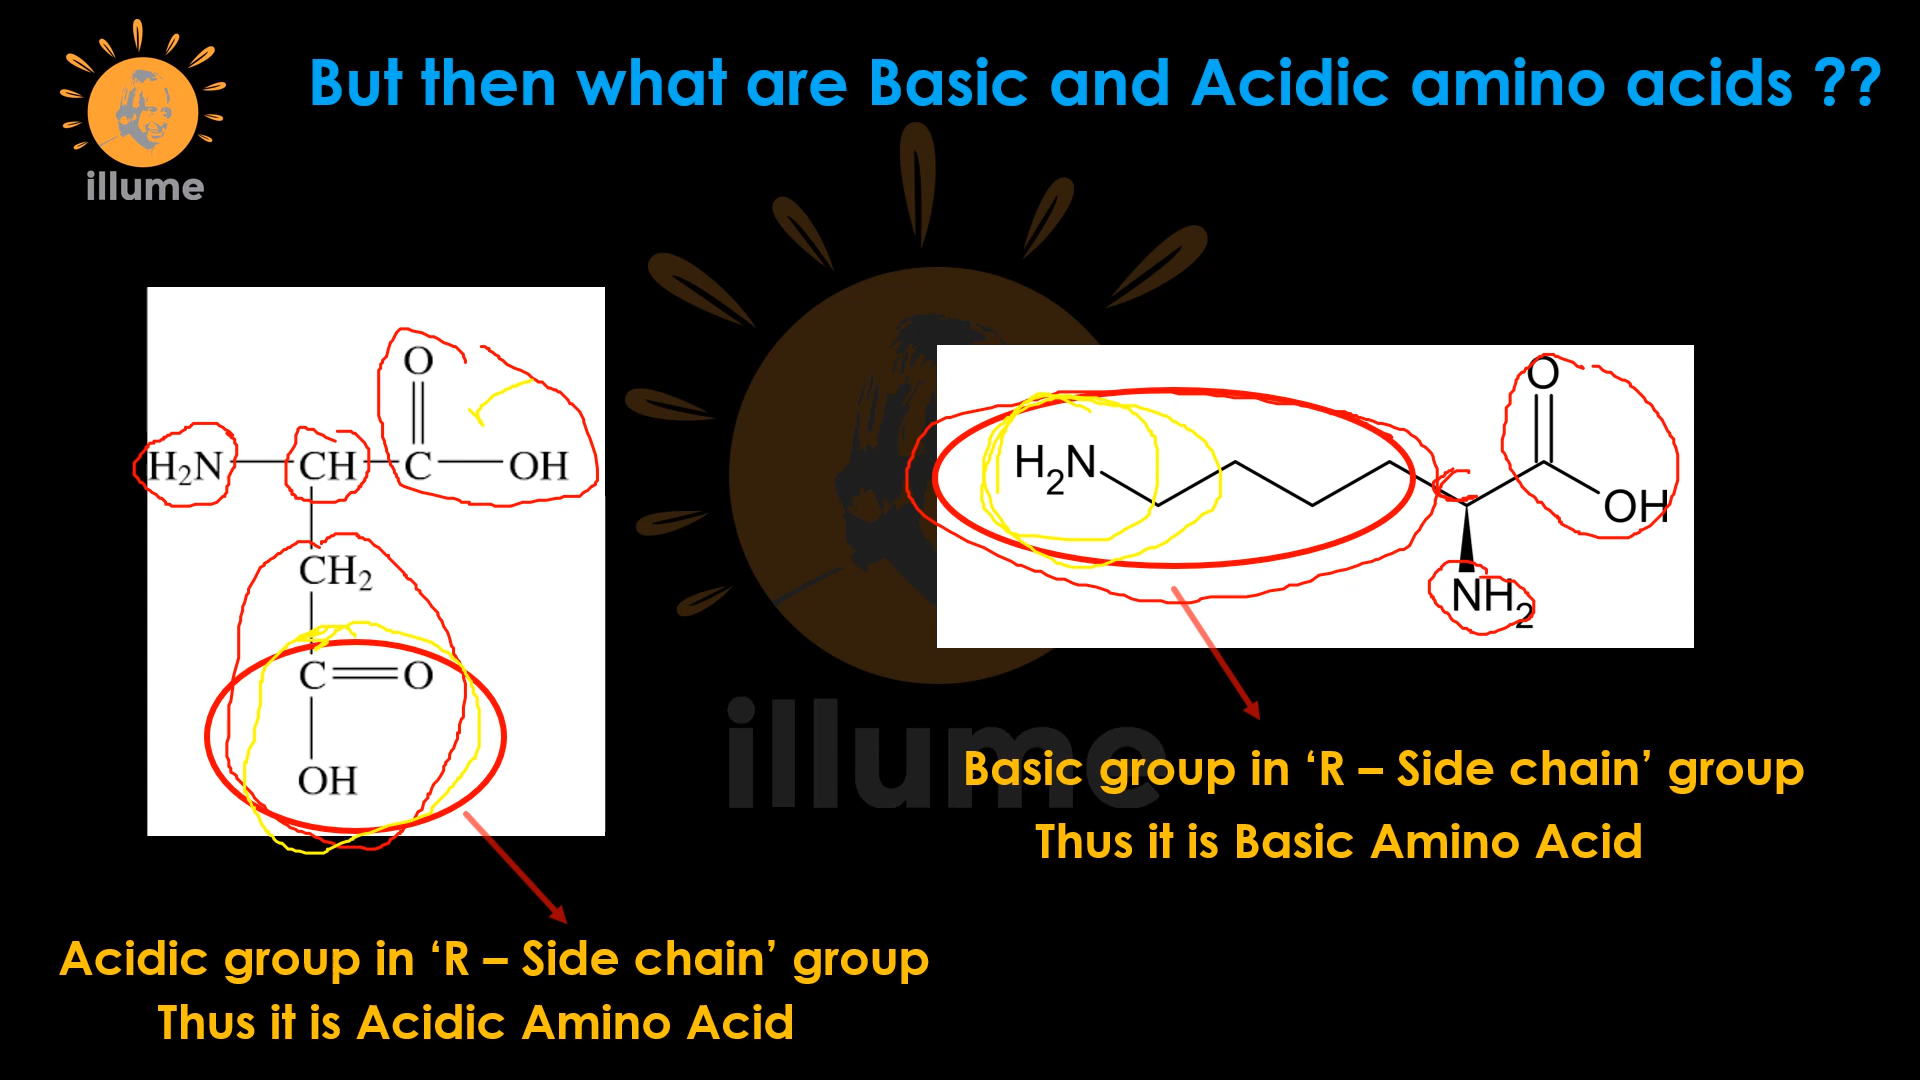 But then what are Basic and Acidic amino acids ??
illume
O
H₂N CH C OH
CH₂
C O
OH
O
H₂N
OH
NH₂
illume
Basic group in ‘R – Side chain’ group
Thus it is Basic Amino Acid
Acidic group in ‘R – Side chain’ group
Thus it is Acidic Amino Acid